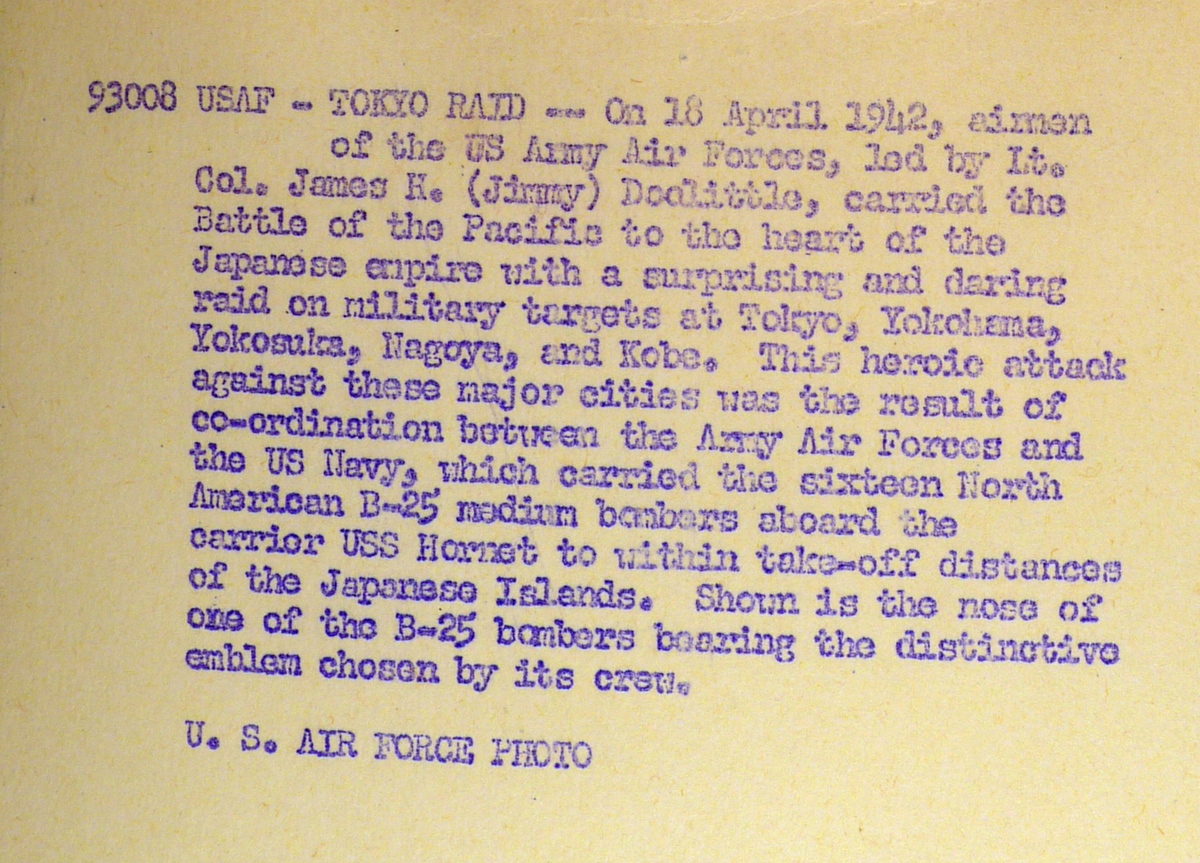 93008 USAF - TOKYO RAID -- On 18 April 1942, airmen
of the US Army Air Forces, led by Lt.
Col. James H. (Jimmy) Doolittle, carried the
Battle of the Pacific to the heart of the
Japanese empire with a surprising and daring
raid on military targets at Tokyo, Yokohama,
Yokosuka, Nagoya, and Kobe. This heroic attack
against these major cities was the result of
co-ordination between the Army Air Forces and
the US Navy, which carried the sixteen North
American B-25 medium bombers aboard the
carrier USS Hornet to within take-off distances
of the Japanese Islands. Shown is the nose of
one of the B-25 bombers bearing the distinctive
emblem chosen by its crew.
U. S. AIR FORCE PHOTO